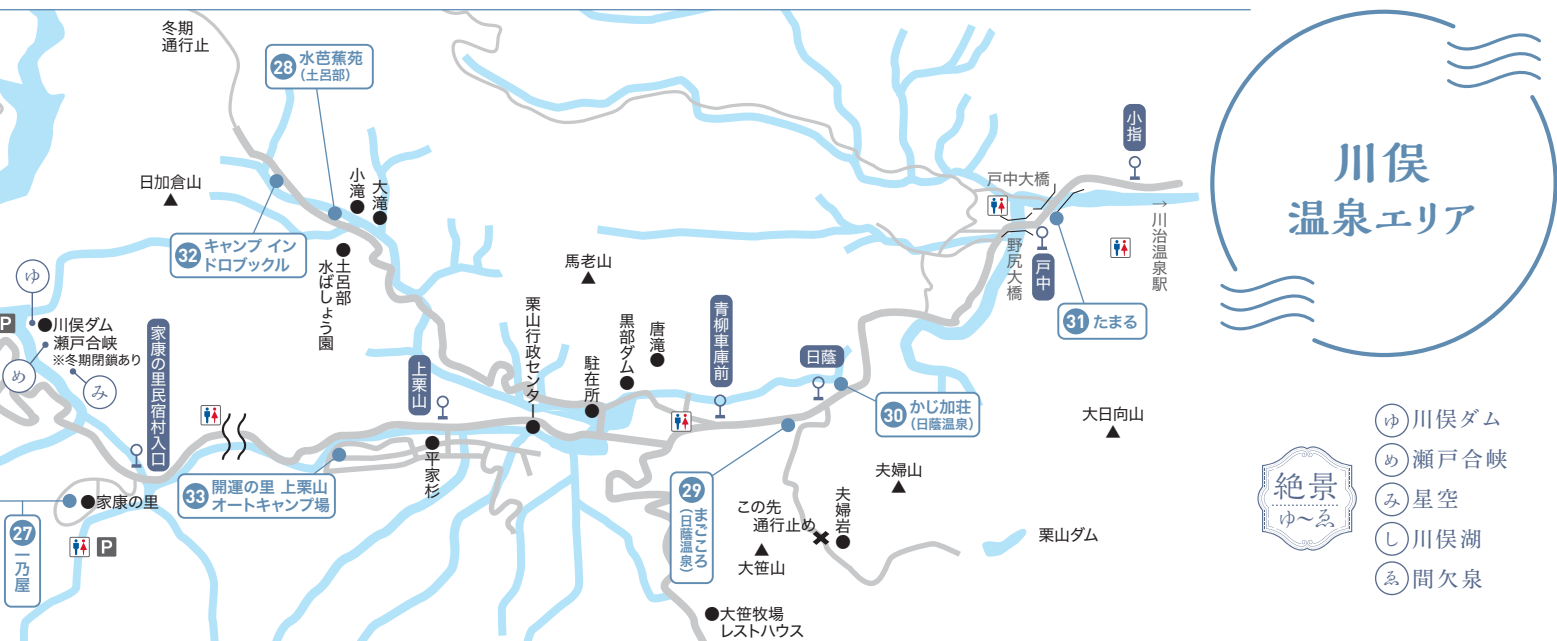 冬期
通行止
28 水芭蕉苑
(土呂部)
日加倉山
小滝
大滝
32 キャンプ イン
ドロブックル
土呂部
水ばしょう園
ゆ
P
川俣ダム
瀬戸合峡
※冬期閉鎖あり
め
み
家康の里民宿村入口
上栗山
栗山行政センター
馬老山
駐在所
黒部ダム
唐滝
青柳車庫前
日蔭
戸中大橋
小指
→川治温泉駅
野尻大橋
戸中
31 たまる
30 かじ加荘
(日蔭温泉)
大日向山
平家杉
33 開運の里 上栗山
オートキャンプ場
家康の里
27 一乃屋
P
29 まごころ
(日蔭温泉)
この先
通行止め
夫婦岩
夫婦山
大笹山
栗山ダム
大笹牧場
レストハウス
川俣
温泉エリア
絶景
ゆ〜ゑ
ゆ 川俣ダム
め 瀬戸合峡
み 星空
し 川俣湖
ゑ 間欠泉